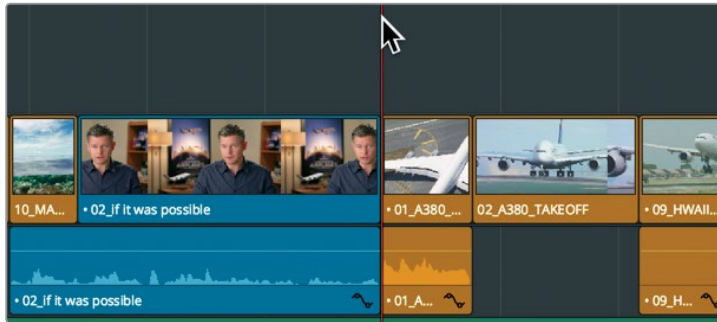 10_MA...
• 02_if it was possible
• 01_A380_...
02_A380_TAKEOFF
• 09_HWAII...
• 02_if it was possible
• 01_A...
• 09_H...